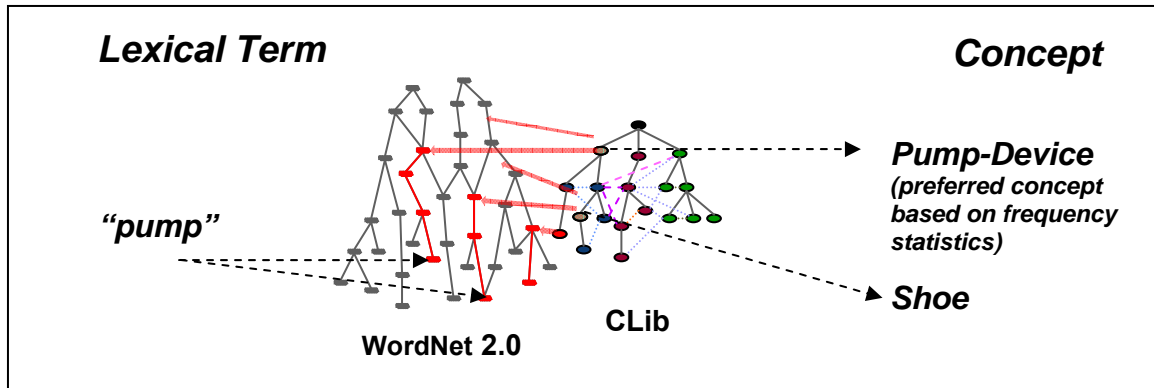 Lexical Term
Concept
Pump-Device
(preferred concept
based on frequency
statistics)
“pump”
Shoe
CLib
WordNet 2.0